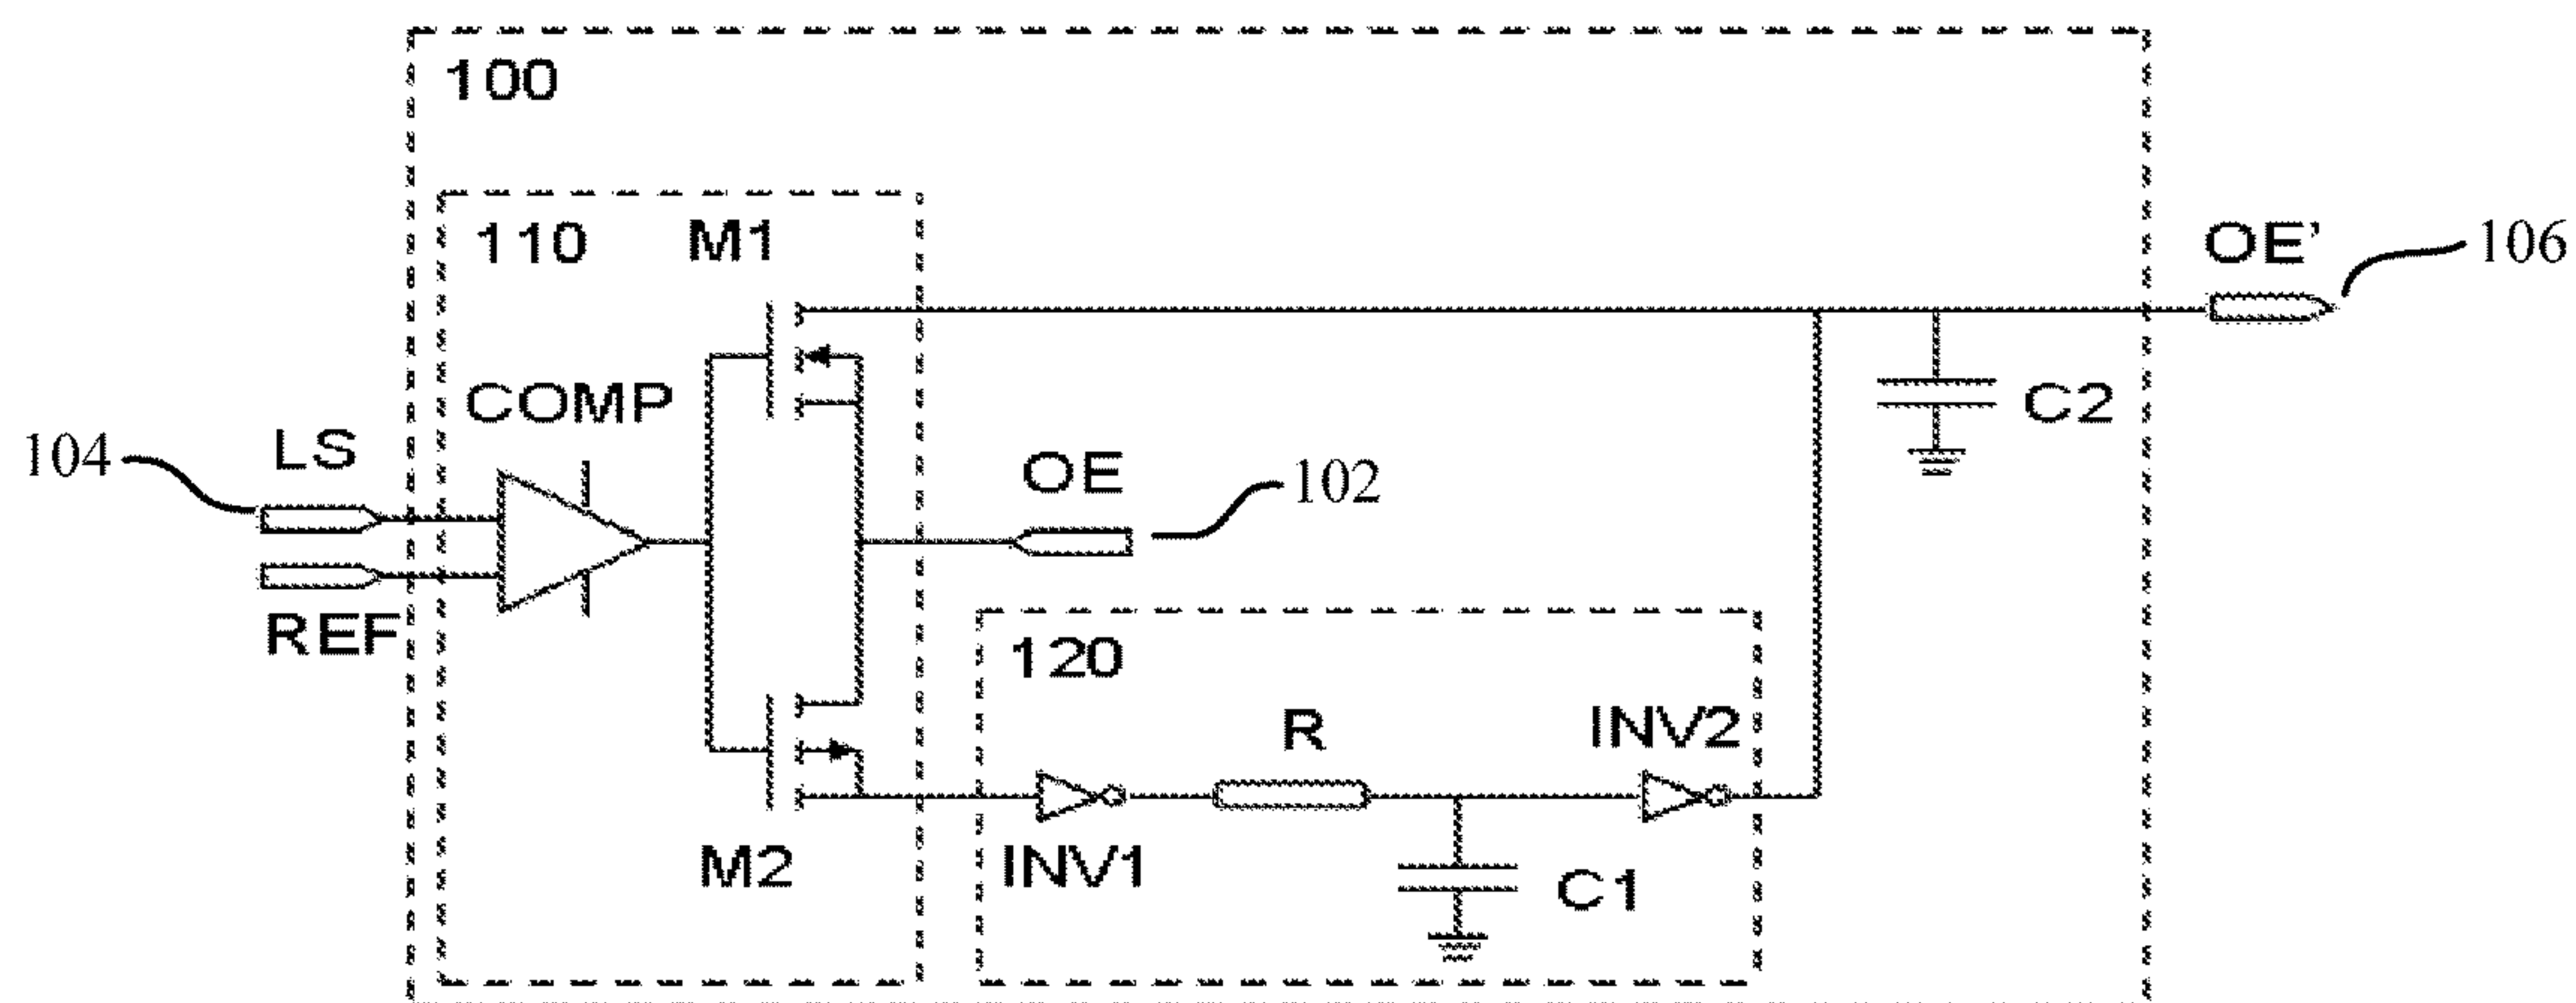 100
110
M1
OE'
106
COMP
C2
104
LS
OE
102
REF
120
R
INV2
M2
INV1
C1